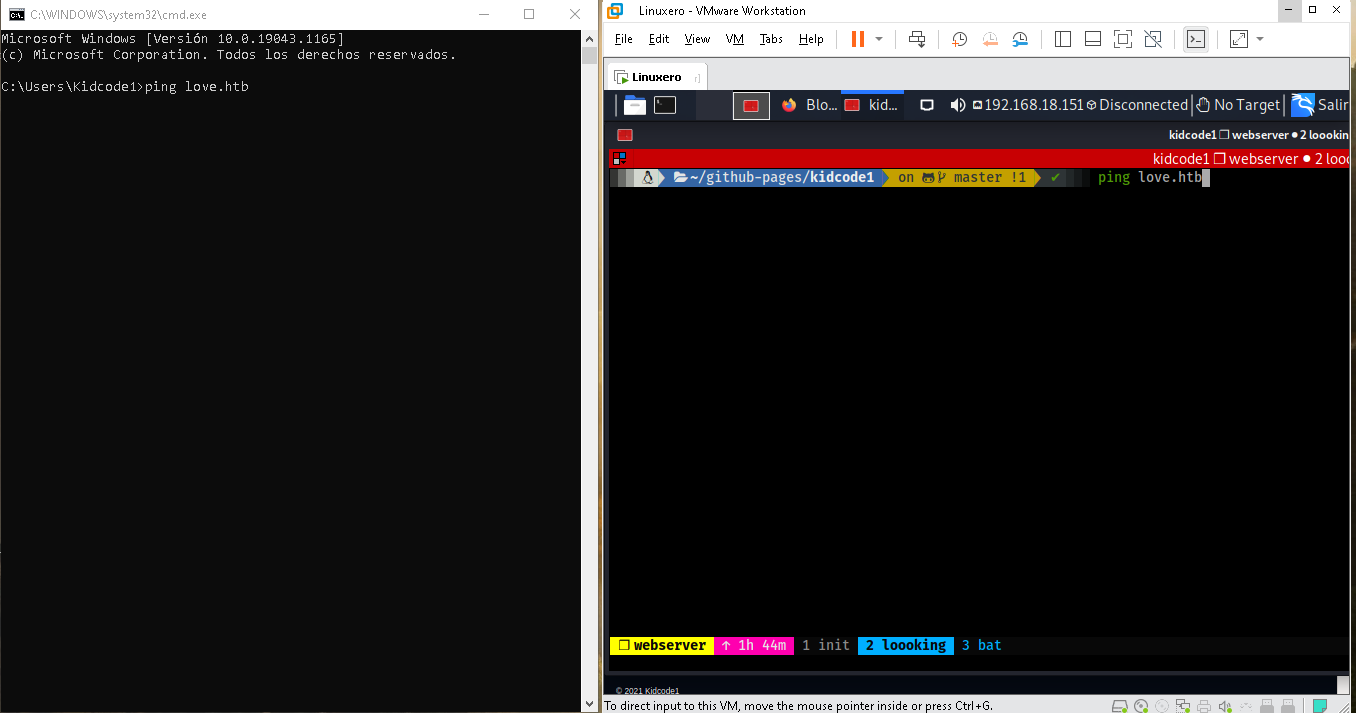 C:\WINDOWS\system32\cmd.exe
Microsoft Windows [Versión 10.0.19043.1165]
(c) Microsoft Corporation. Todos los derechos reservados.
C:\Users\Kidcode1>ping love.htb
Linuxero - VMware Workstation
File Edit View VM Tabs Help
Linuxero
Blo... kid... 192.168.18.151 Disconnected No Target Salir
kidcode1 webserver ● 2 loookin
kidcode1 webserver ● 2 looo
~/github-pages/kidcode1 on master !1 ✔ ping love.htb
webserver ↑ 1h 44m 1 init 2 loooking 3 bat
© 2021 Kidcode1
To direct input to this VM, move the mouse pointer inside or press Ctrl+G.